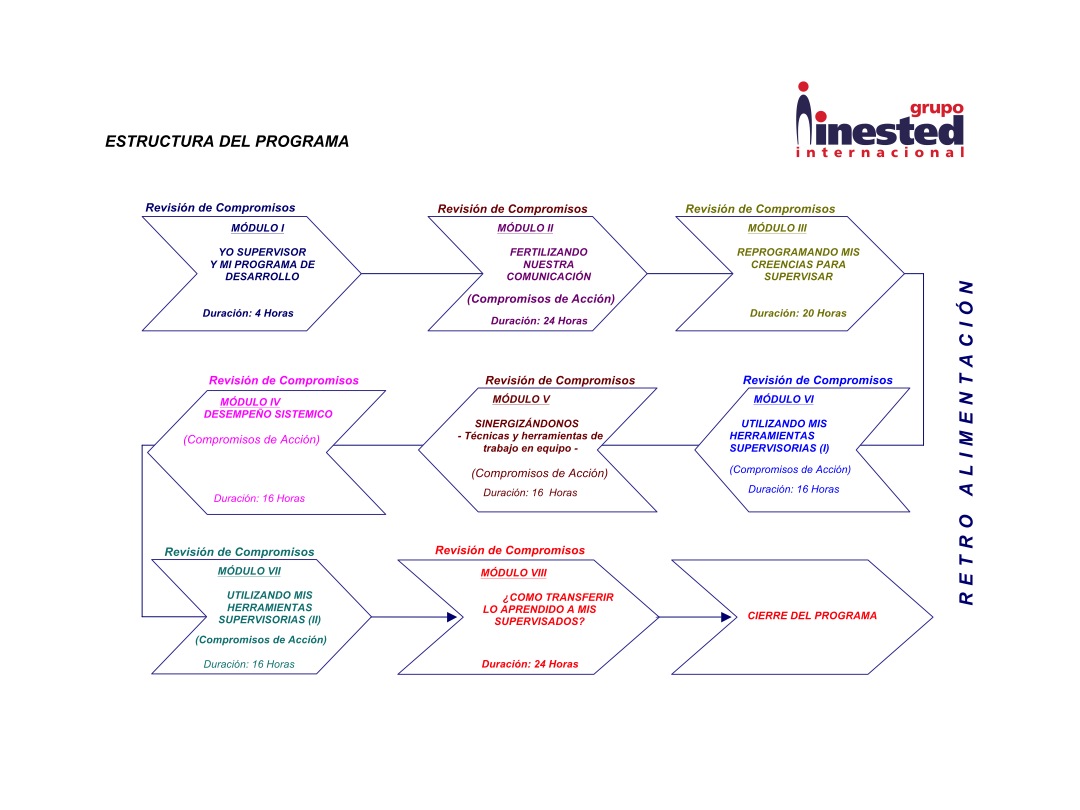 grupo
inested
internacional
ESTRUCTURA DEL PROGRAMA
Revisión de Compromisos
MÓDULO I
YO SUPERVISOR
Y MI PROGRAMA DE
DESARROLLO
Duración: 4 Horas
Revisión de Compromisos
MÓDULO II
FERTILIZANDO
NUESTRA
COMUNICACIÓN
(Compromisos de Acción)
Duración: 24 Horas
Revisión de Compromisos
MÓDULO III
REPROGRAMANDO MIS
CREENCIAS PARA
SUPERVISAR
Duración: 20 Horas
Revisión de Compromisos
MÓDULO IV
DESEMPEÑO SISTEMICO
(Compromisos de Acción)
Duración: 16 Horas
Revisión de Compromisos
MÓDULO V
SINERGIZÁNDONOS
- Técnicas y herramientas de
trabajo en equipo -
(Compromisos de Acción)
Duración: 16  Horas
Revisión de Compromisos
MÓDULO VI
UTILIZANDO MIS
HERRAMIENTAS
SUPERVISORIAS (I)
(Compromisos de Acción)
Duración: 16 Horas
Revisión de Compromisos
MÓDULO VII
UTILIZANDO MIS
HERRAMIENTAS
SUPERVISORIAS (II)
(Compromisos de Acción)
Duración: 16 Horas
Revisión de Compromisos
MÓDULO VIII
¿COMO TRANSFERIR
LO APRENDIDO A MIS
SUPERVISADOS?
Duración: 24 Horas
CIERRE DEL PROGRAMA
RETRO ALIMENTACIÓN